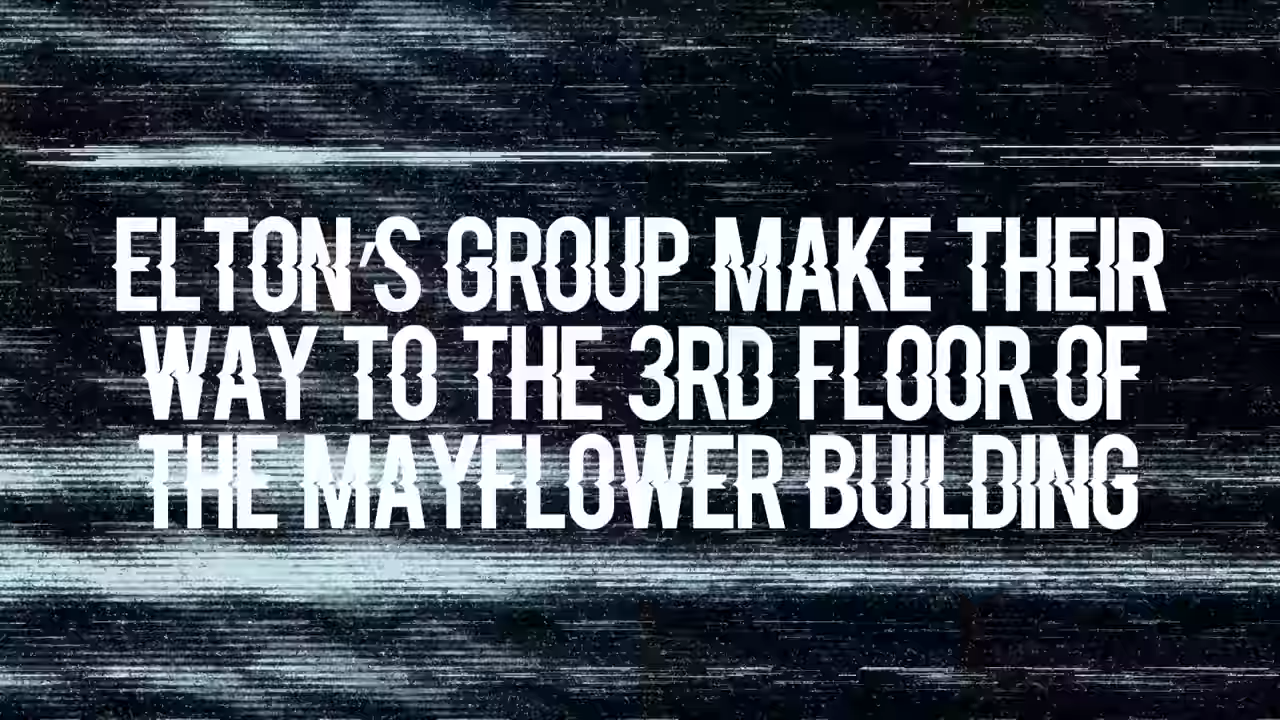 ELTON'S GROUP MAKE THEIR
WAY TO THE 3RD FLOOR OF
THE MAYFLOWER BUILDING